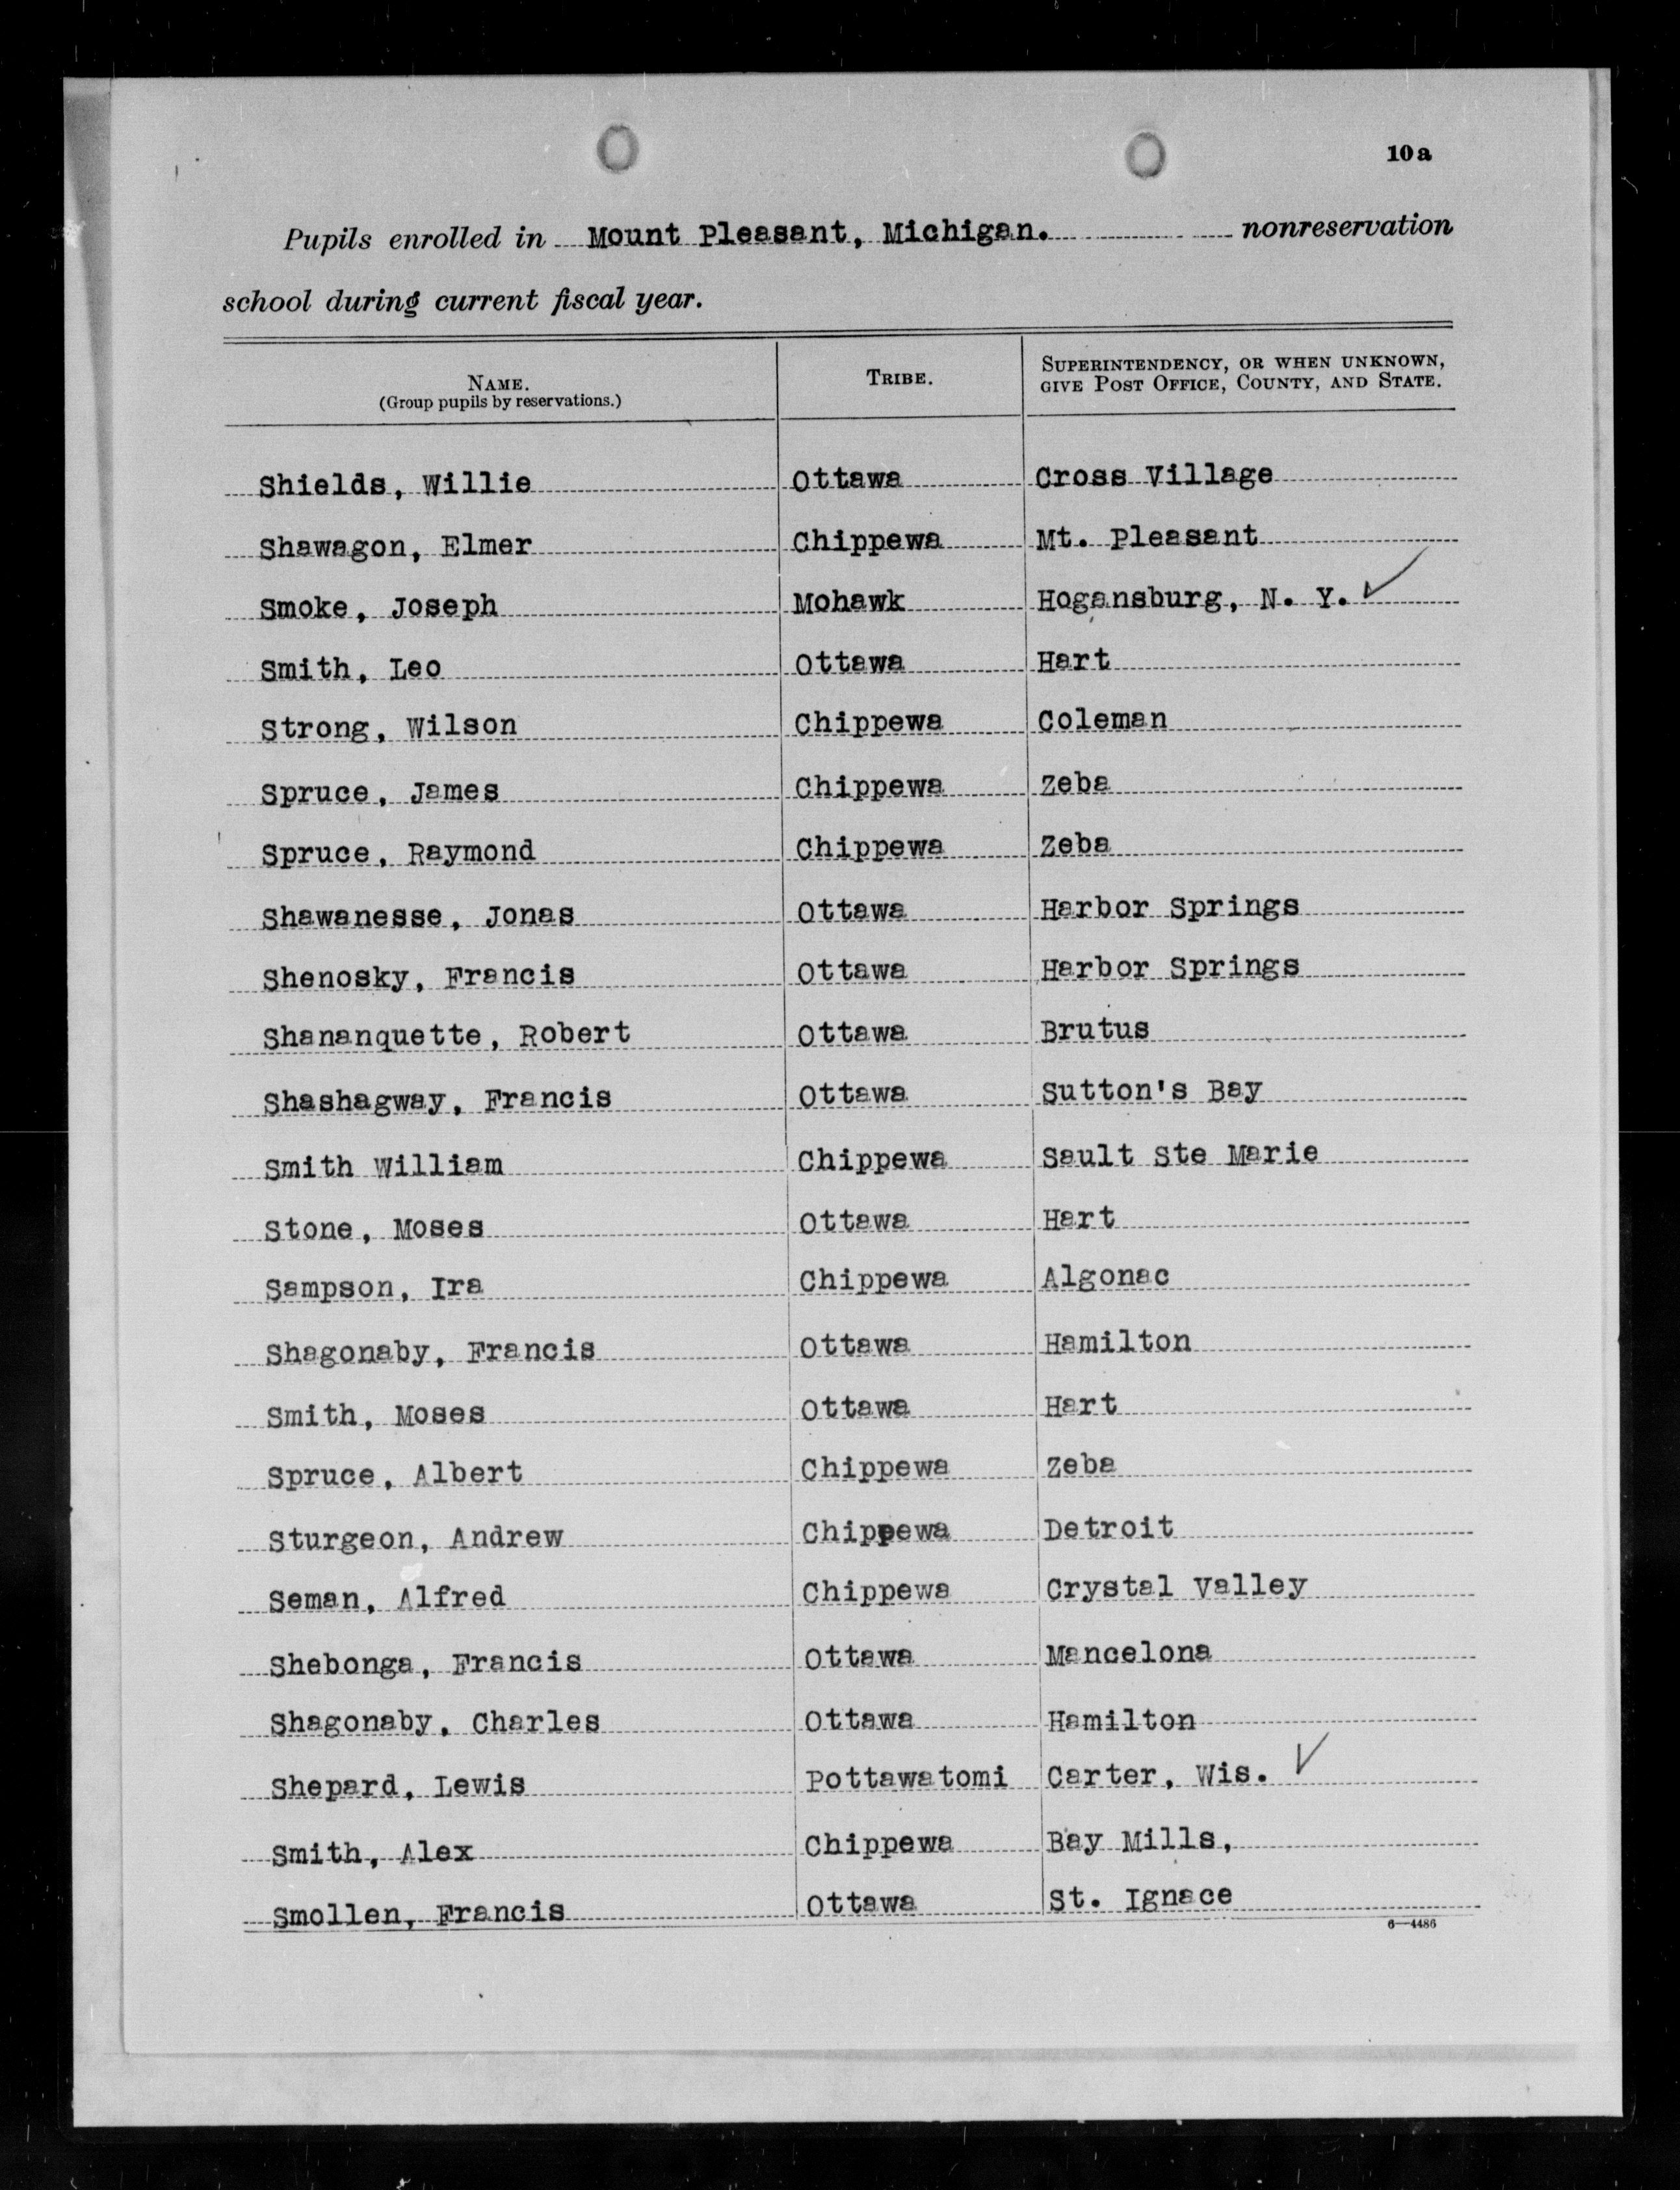 10a
Pupils enrolled in Mount Pleasant, Michigan. nonreservation
school during current fiscal year.
NAME.
(Group pupils by reservations.)
TRIBE.
SUPERINTENDENCY, OR WHEN UNKNOWN,
GIVE POST OFFICE, COUNTY, AND STATE.
Shields, Willie Ottawa Cross Village
Shawagon, Elmer Chippewa Mt. Pleasant
Smoke, Joseph Mohawk Hogansburg, N. Y. ✓
Smith, Leo Ottawa Hart
Strong, Wilson Chippewa Coleman
Spruce, James Chippewa Zeba
Spruce, Raymond Chippewa Zeba
Shawanesse, Jonas Ottawa Harbor Springs
Shenosky, Francis Ottawa Harbor Springs
Shananquette, Robert Ottawa Brutus
Shashagway, Francis Ottawa Sutton's Bay
Smith William Chippewa Sault Ste Marie
Stone, Moses Ottawa Hart
Sampson, Ira Chippewa Algonac
Shagonaby, Francis Ottawa Hamilton
Smith, Moses Ottawa Hart
Spruce, Albert Chippewa Zeba
Sturgeon, Andrew Chippewa Detroit
Seman, Alfred Chippewa Crystal Valley
Shebonga, Francis Ottawa Mancelona
Shagonaby, Charles Ottawa Hamilton
Shepard, Lewis Pottawatomi Carter, Wis. ✓
Smith, Alex Chippewa Bay Mills,
Smollen, Francis Ottawa St. Ignace
6—4486